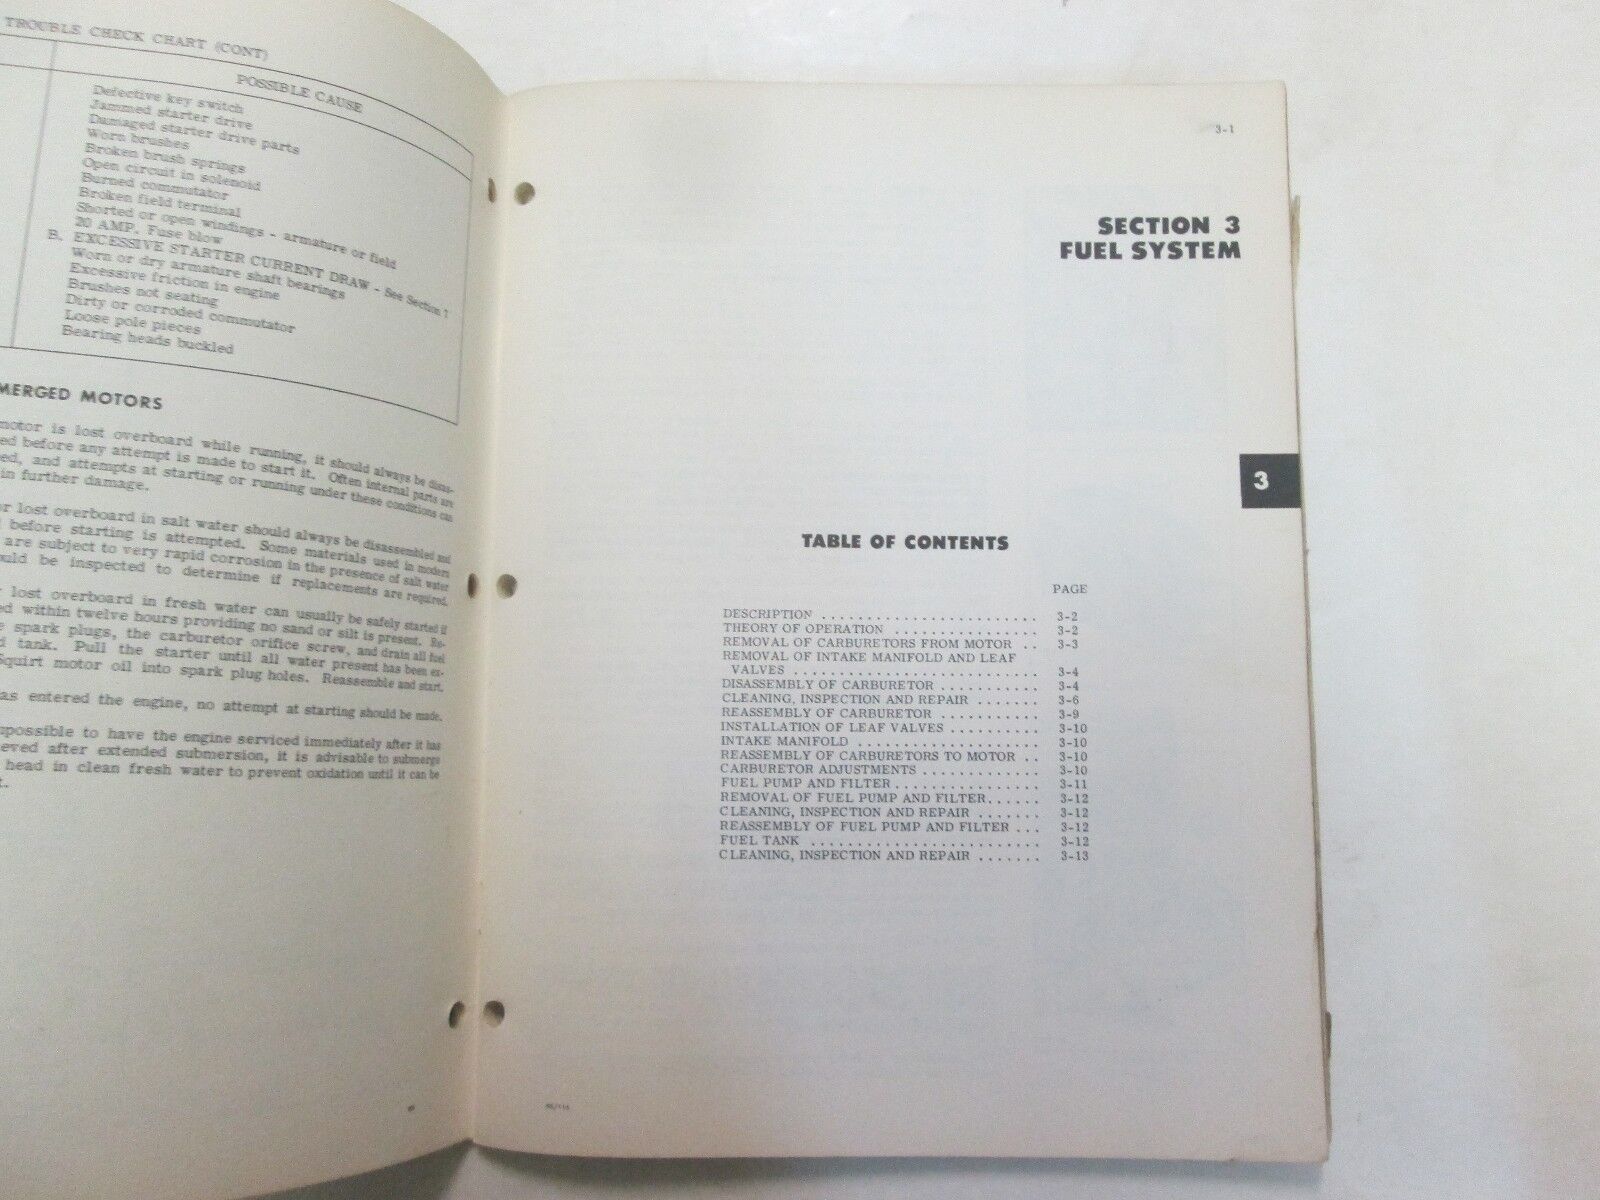 TROUBLE CHECK CHART (CONT)
POSSIBLE CAUSE
Defective key switch
Jammed starter drive
Damaged starter drive parts
Worn brushes
Broken brush springs
Open circuit in solenoid
Burned commutator
Broken field terminal
Shorted or open windings - armature or field
20 AMP. Fuse blow
B. EXCESSIVE STARTER CURRENT DRAW - See Section 7
Worn or dry armature shaft bearings
Excessive friction in engine
Brushes not seating
Dirty or corroded commutator
Loose pole pieces
Bearing heads buckled
MERGED MOTORS
motor is lost overboard while running, it should always be disas-
ed before any attempt is made to start it. Often internal parts are
ed, and attempts at starting or running under these conditions can
in further damage.
or lost overboard in salt water should always be disassembled and
before starting is attempted. Some materials used in modern
are subject to very rapid corrosion in the presence of salt water
ould be inspected to determine if replacements are required.
lost overboard in fresh water can usually be safely started if
ed within twelve hours providing no sand or silt is present. Re-
e spark plugs, the carburetor orifice screw, and drain all fuel
d tank. Pull the starter until all water present has been ex-
Squirt motor oil into spark plug holes. Reassemble and start.
as entered the engine, no attempt at starting should be made.
mpossible to have the engine serviced immediately after it has
ieved after extended submersion, it is advisable to submerge
head in clean fresh water to prevent oxidation until it can be
t.
3-1
SECTION 3
FUEL SYSTEM
3
TABLE OF CONTENTS
PAGE
DESCRIPTION . . . . . . . . . . . . . . . . . . . . . . . . 3-2
THEORY OF OPERATION . . . . . . . . . . . . . . . . 3-2
REMOVAL OF CARBURETORS FROM MOTOR . . 3-3
REMOVAL OF INTAKE MANIFOLD AND LEAF
VALVES . . . . . . . . . . . . . . . . . . . . . . . . . . . 3-4
DISASSEMBLY OF CARBURETOR . . . . . . . . . . . 3-4
CLEANING, INSPECTION AND REPAIR . . . . . . . 3-6
REASSEMBLY OF CARBURETOR . . . . . . . . . . . 3-9
INSTALLATION OF LEAF VALVES . . . . . . . . . . 3-10
INTAKE MANIFOLD . . . . . . . . . . . . . . . . . . . . 3-10
REASSEMBLY OF CARBURETORS TO MOTOR . . 3-10
CARBURETOR ADJUSTMENTS . . . . . . . . . . . . . 3-10
FUEL PUMP AND FILTER . . . . . . . . . . . . . . . . 3-11
REMOVAL OF FUEL PUMP AND FILTER . . . . . . 3-12
CLEANING, INSPECTION AND REPAIR . . . . . . . 3-12
REASSEMBLY OF FUEL PUMP AND FILTER . . . 3-12
FUEL TANK . . . . . . . . . . . . . . . . . . . . . . . . . 3-12
CLEANING, INSPECTION AND REPAIR . . . . . . . 3-13